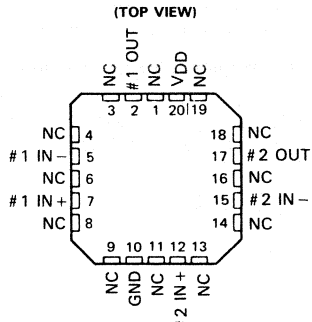 (TOP VIEW)
NC
#1 OUT
NC
VDD
NC
3 2 1 20 19
NC 4
#1 IN− 5
NC 6
#1 IN+ 7
NC 8
18 NC
17 #2 OUT
16 NC
15 #2 IN−
14 NC
9 10 11 12 13
NC
GND
NC
2 IN+
NC